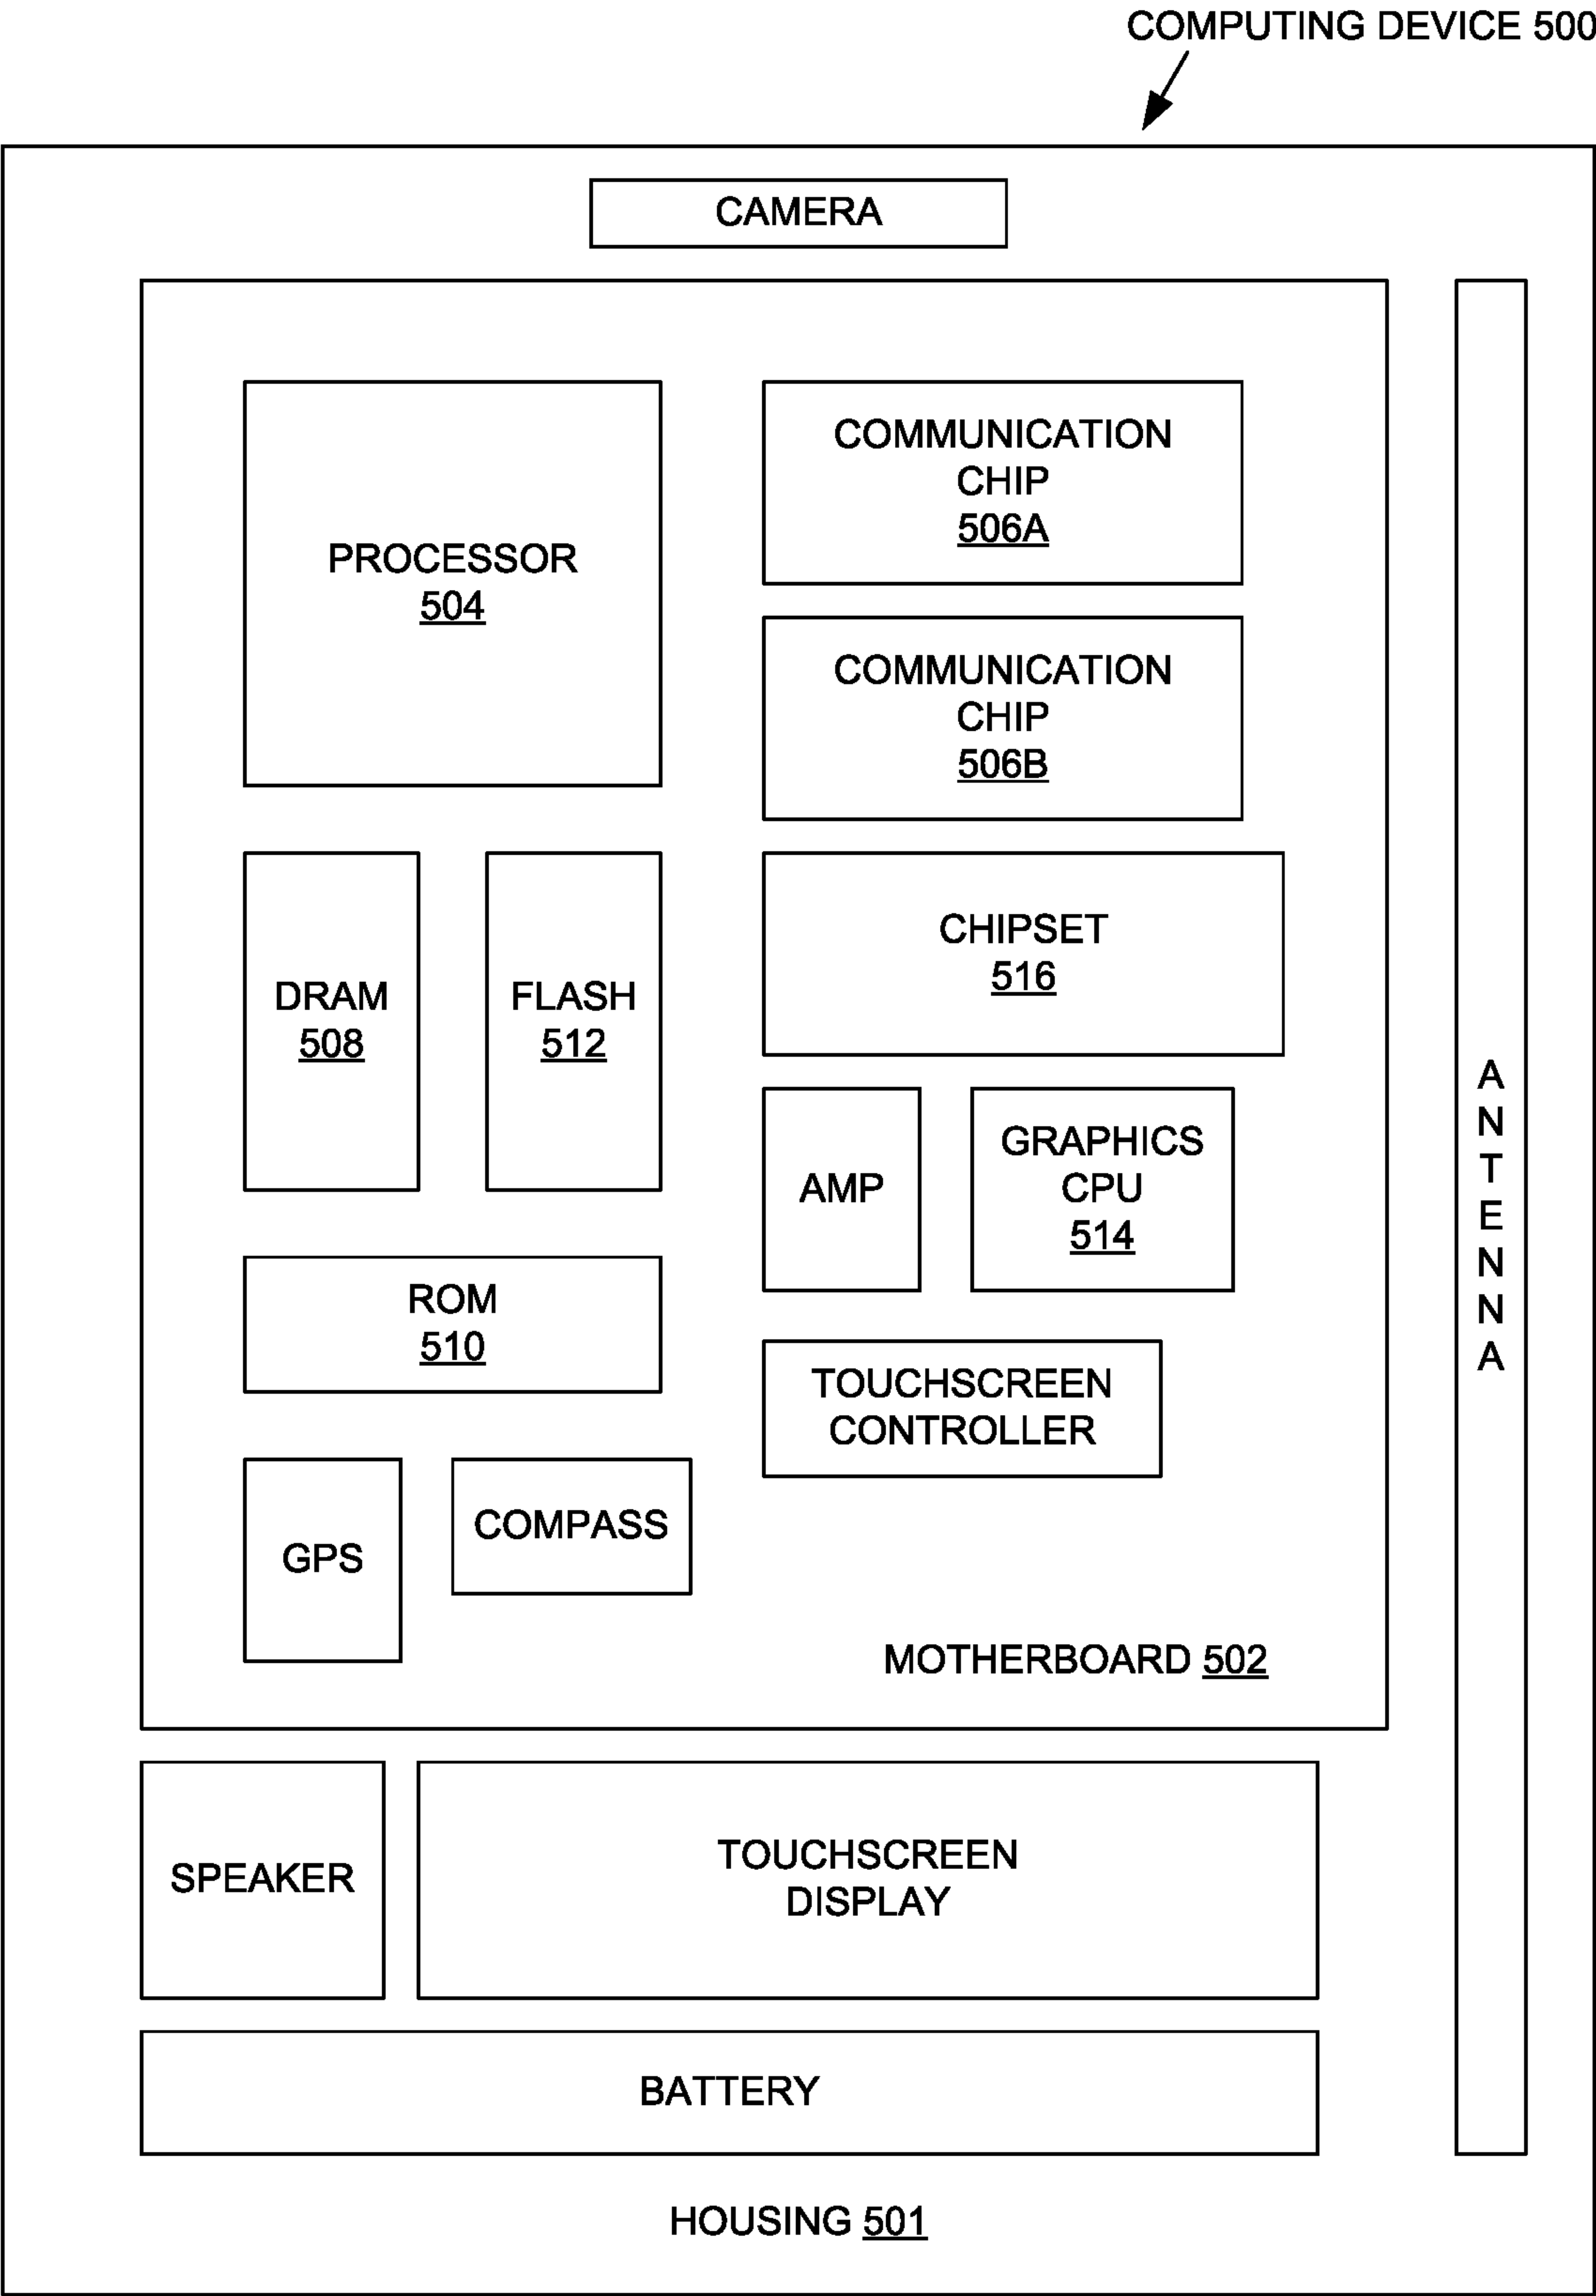 COMPUTING DEVICE 500
CAMERA
PROCESSOR
504
COMMUNICATION
CHIP
506A
COMMUNICATION
CHIP
506B
DRAM
508
FLASH
512
CHIPSET
516
AMP
GRAPHICS
CPU
514
ROM
510
TOUCHSCREEN
CONTROLLER
GPS
COMPASS
MOTHERBOARD 502
ANTENNA
SPEAKER
TOUCHSCREEN
DISPLAY
BATTERY
HOUSING 501